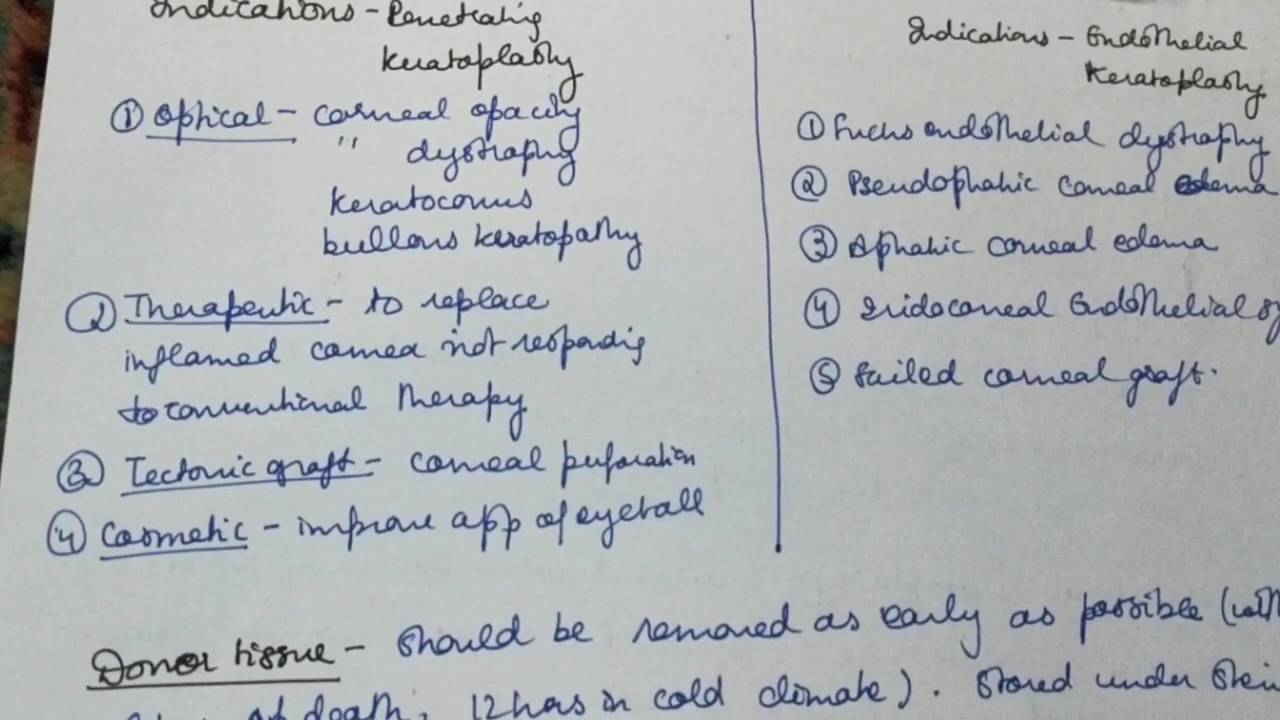 Indications - Penetrating
keratoplasty
① Optical - corneal opacity
" dystrophy
keratoconus
bullous keratopathy
② Therapeutic - to replace
inflamed cornea not responding
to conventional therapy
③ Tectonic graft - corneal perforation
④ Cosmetic - improve app of eyeball
Indications - Endothelial
Keratoplasty
① Fuchs endothelial dystrophy
② Pseudophakic corneal edema
③ Aphakic corneal edema
④ Iridocorneal Endothelial
⑤ Failed corneal graft.
Donor tissue - Should be removed as early as possible (with
of death, 12 hrs in cold climate). Stored under